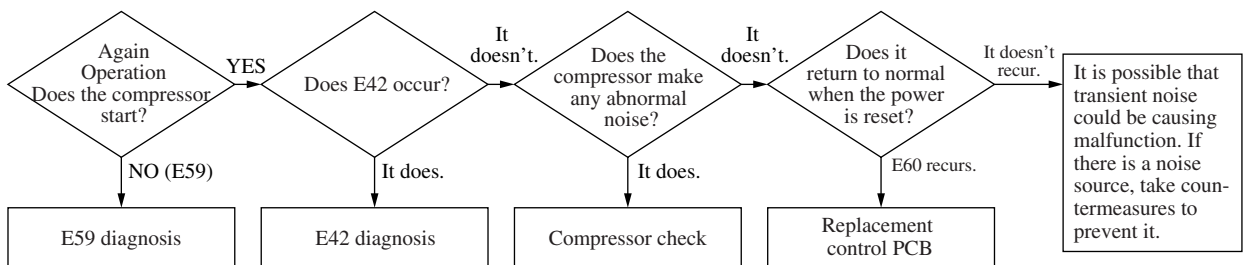 Again
Operation
Does the compressor
start?
YES
NO (E59)
E59 diagnosis
Does E42 occur?
It
doesn't.
It does.
E42 diagnosis
Does the
compressor make
any abnormal
noise?
It
doesn't.
It does.
Compressor check
Does it
return to normal
when the power
is reset?
It doesn't
recur.
E60 recurs.
Replacement
control PCB
It is possible that
transient noise
could be causing
malfunction. If
there is a noise
source, take coun-
termeasures to
prevent it.